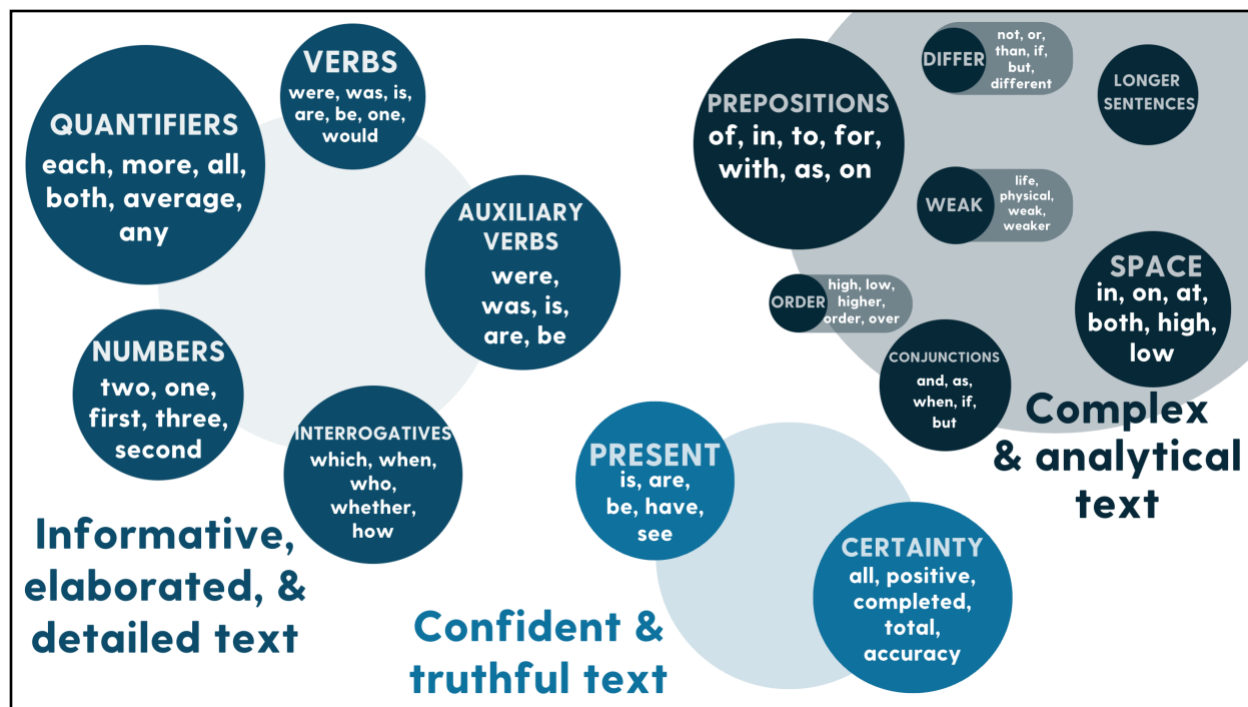 QUANTIFIERS
each, more, all,
both, average,
any
VERBS
were, was, is,
are, be, one,
would
AUXILIARY
VERBS
were,
was, is,
are, be
NUMBERS
two, one,
first, three,
second
INTERROGATIVES
which, when,
who,
whether,
how
Informative,
elaborated, &
detailed text
PRESENT
is, are,
be, have,
see
CERTAINTY
all, positive,
completed,
total,
accuracy
Confident &
truthful text
PREPOSITIONS
of, in, to, for,
with, as, on
DIFFER
not, or,
than, if,
but,
different
LONGER
SENTENCES
WEAK
life,
physical,
weak,
weaker
ORDER
high, low,
higher,
order, over
SPACE
in, on, at,
both, high,
low
CONJUNCTIONS
and, as,
when, if,
but
Complex
& analytical
text